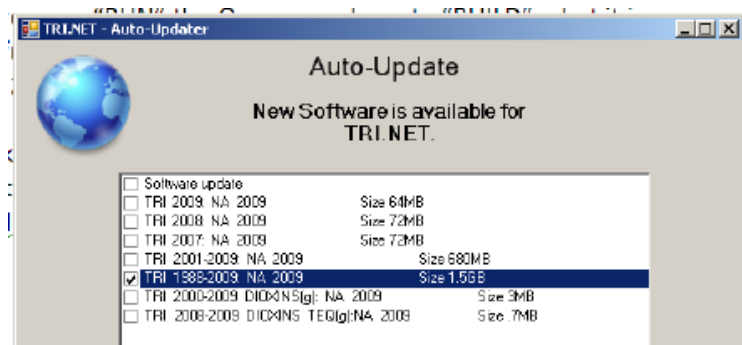 TRI.NET - Auto-Updater
Auto-Update
New Software is available for
TRI.NET.
Software update
TRI 2009: NA 2009 Size 64MB
TRI 2008: NA 2009 Size 72MB
TRI 2007: NA 2009 Size 72MB
TRI 2001-2009: NA 2009 Size 680MB
TRI 1988-2009: NA 2009 Size 1.5GB
TRI 2000-2009 DIOXINS(g): NA 2009 Size 3MB
TRI 2008-2009 DIOXINS TEQ(g):NA 2009 Size .7MB